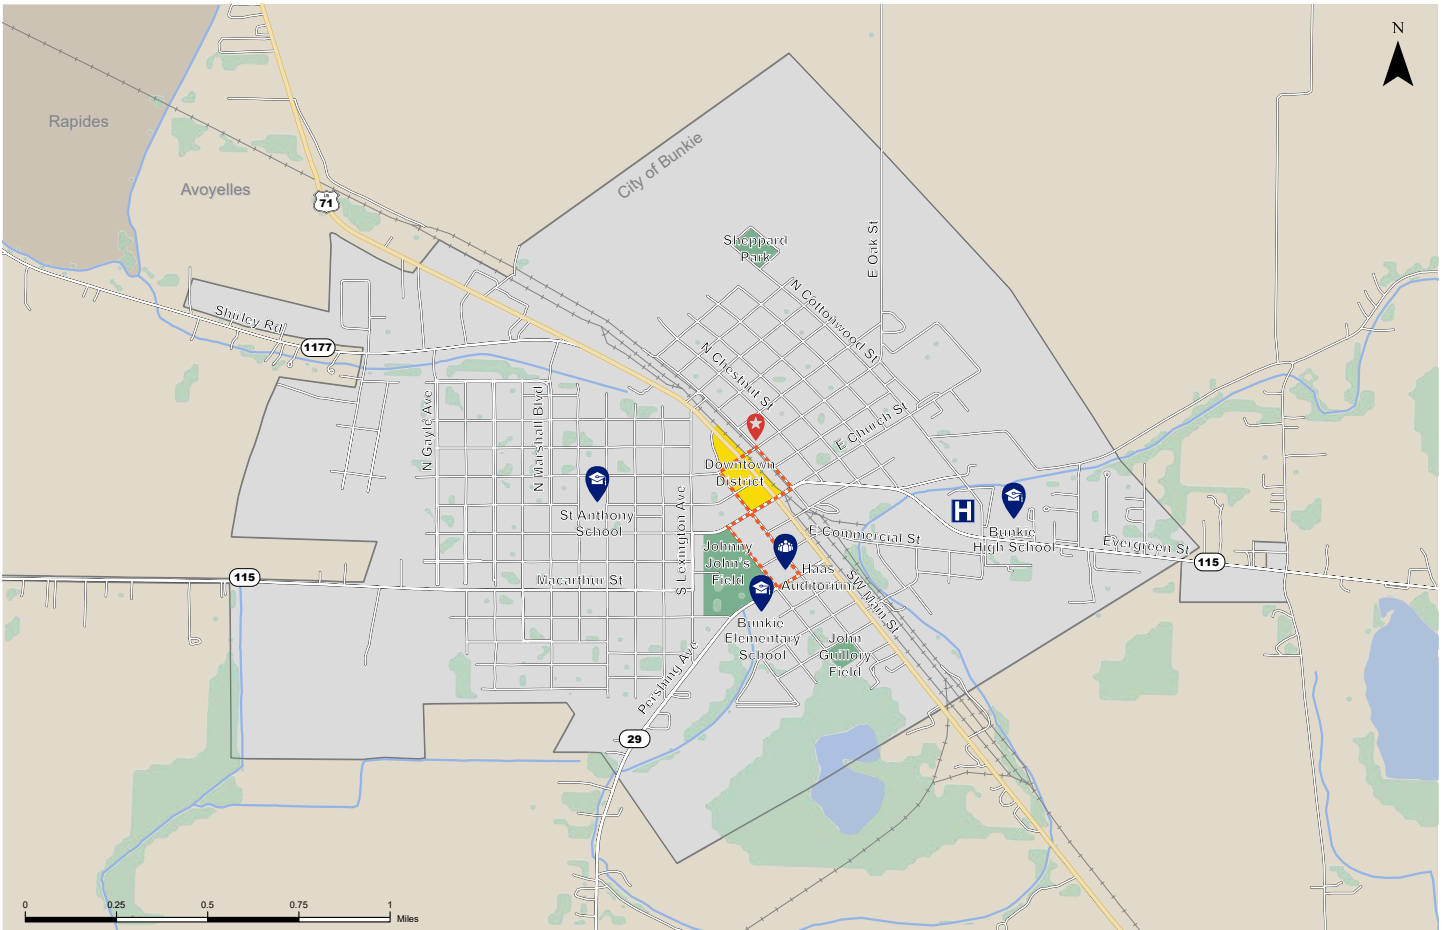 N
Rapides
City of Bunkie
Avoyelles
US
71
Sheppard
Park
E Oak St
N Cottonwood St
Shirley Rd
1177
N Chestnut St
N Gayle Ave
N Marshall Blvd
E Church St
Downtown
District
St Anthony
School
S Lexington Ave
H
Bunkie
High School
E Commercial St
Evergreen St
115
Johnny
John's
Field
Haas
Auditorium
115
Macarthur St
SW Main St
Bunkie
Elementary
School
John
Guillory
Field
Pershing Ave
29
0
0.25
0.5
0.75
1
Miles